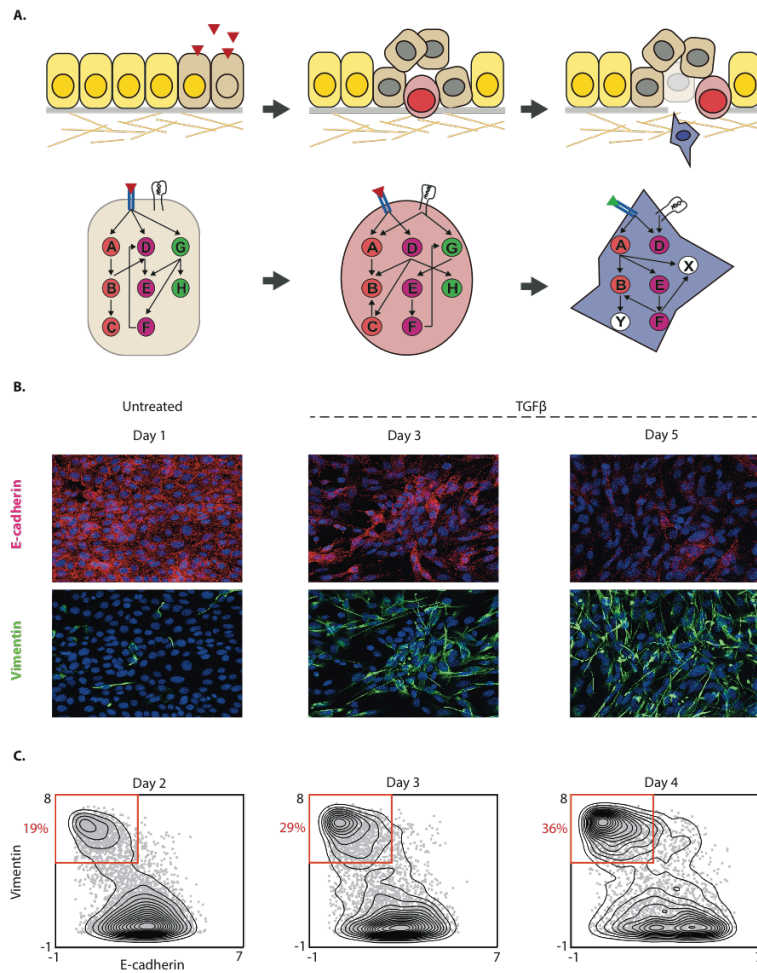 A.
A D G
B E H
C F
A D G
B E H
C F
A D
X
B E
Y F
B.
Untreated
TGFβ
Day 1
Day 3
Day 5
E-cadherin
Vimentin
C.
Day 2
Day 3
Day 4
8
8
8
19%
29%
36%
Vimentin
-1
-1
-1
-1
7
-1
7
-1
7
E-cadherin